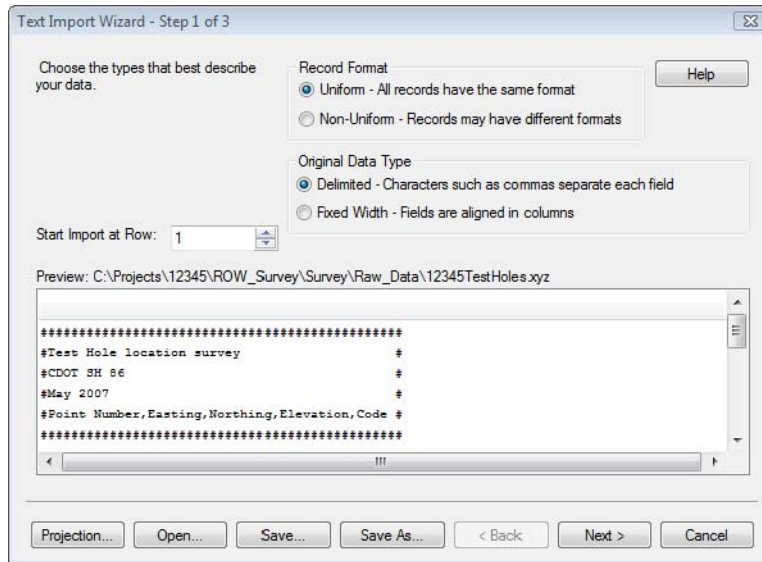 Text Import Wizard - Step 1 of 3
Choose the types that best describe
your data.
Record Format
Uniform - All records have the same format
Non-Uniform - Records may have different formats
Help
Original Data Type
Delimited - Characters such as commas separate each field
Fixed Width - Fields are aligned in columns
Start Import at Row: 1
Preview: C:\Projects\12345\ROW_Survey\Survey\Raw_Data\12345TestHoles.xyz
################################################
#Test Hole location survey #
#CDOT SH 86 #
#May 2007 #
#Point Number,Easting,Northing,Elevation,Code #
################################################
Projection... Open... Save... Save As... < Back Next > Cancel